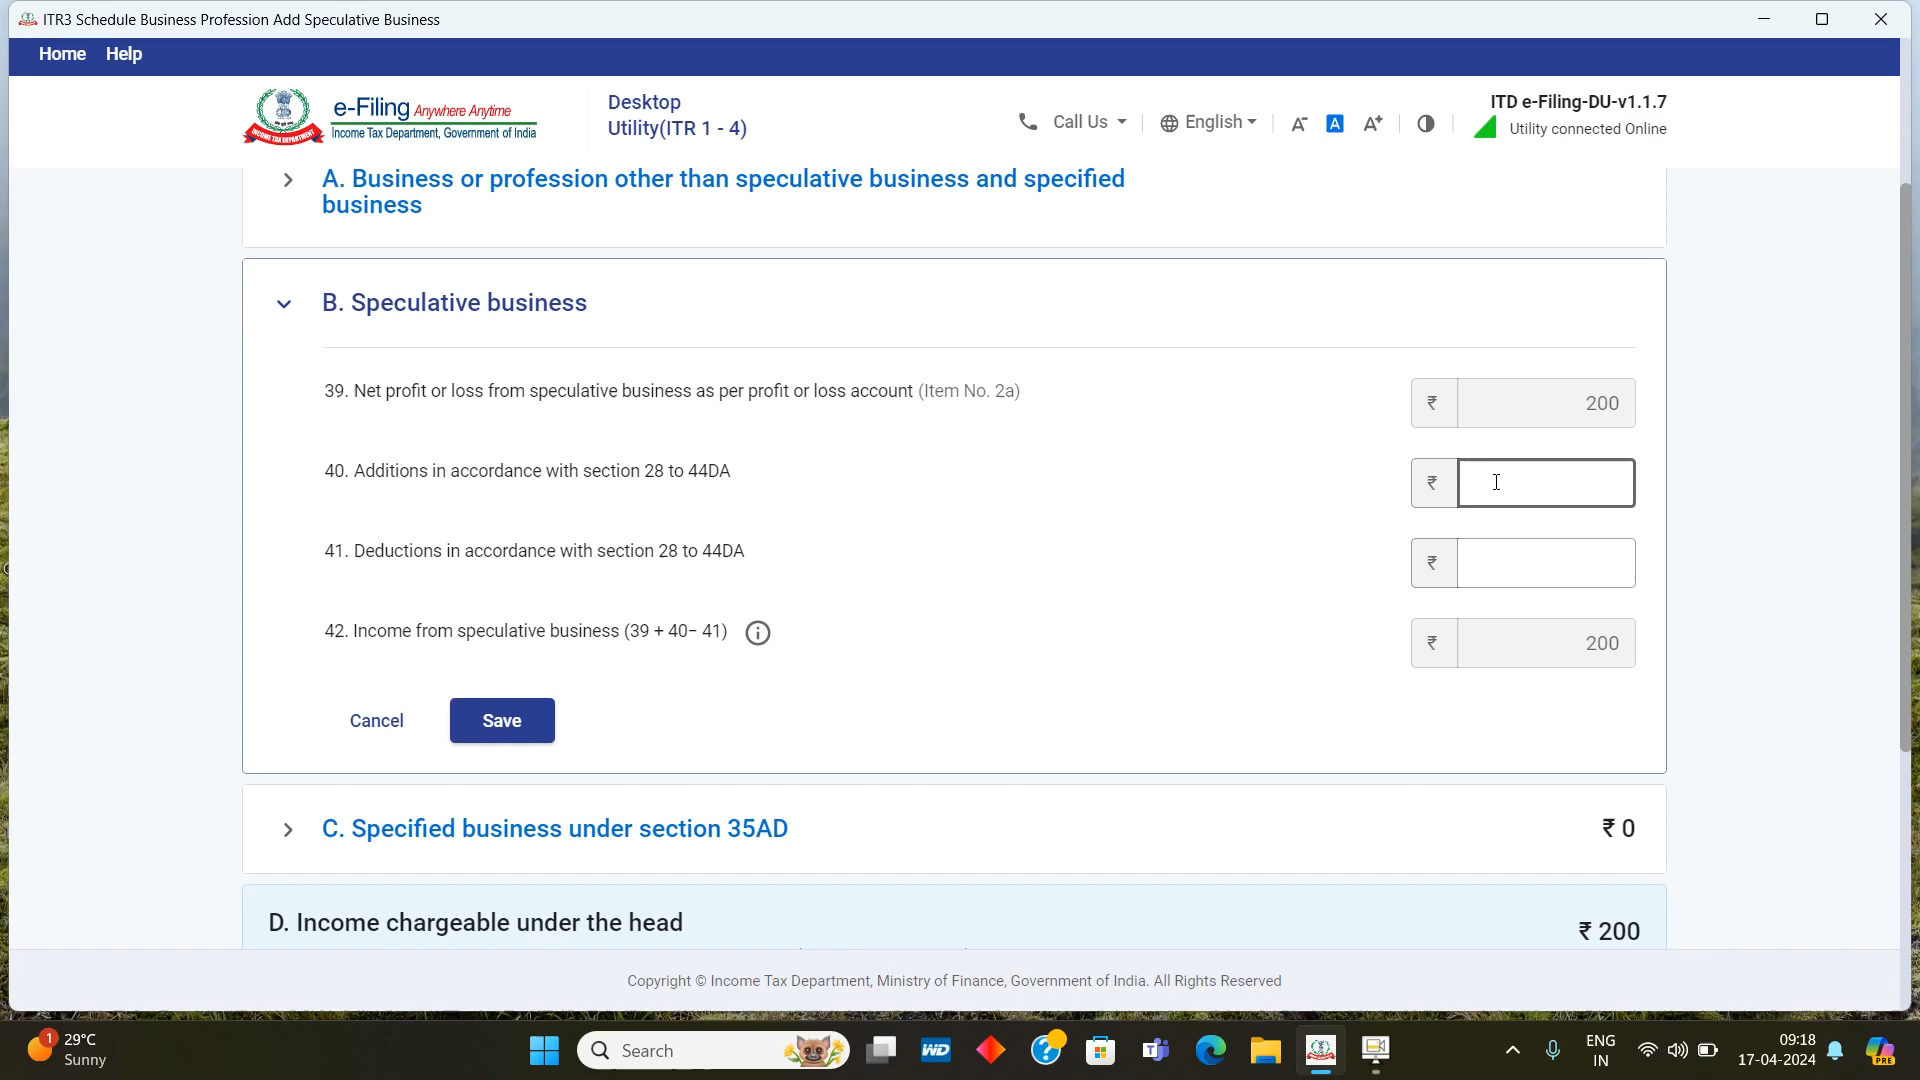 ITR3 Schedule Business Profession Add Speculative Business
Home Help
e-Filing Anywhere Anytime
Income Tax Department, Government of India
INCOME TAX DEPARTMENT
Desktop
Utility(ITR 1 - 4)
Call Us
English
A-
A
A+
ITD e-Filing-DU-v1.1.7
Utility connected Online
A. Business or profession other than speculative business and specified
business
B. Speculative business
39. Net profit or loss from speculative business as per profit or loss account (Item No. 2a) ₹ 200
40. Additions in accordance with section 28 to 44DA ₹
41. Deductions in accordance with section 28 to 44DA ₹
42. Income from speculative business (39 + 40− 41) ₹ 200
Cancel Save
C. Specified business under section 35AD ₹ 0
D. Income chargeable under the head ₹ 200
Copyright © Income Tax Department, Ministry of Finance, Government of India. All Rights Reserved
1
29°C
Sunny
Search
WD
ENG
IN
09:18
17-04-2024
PRE